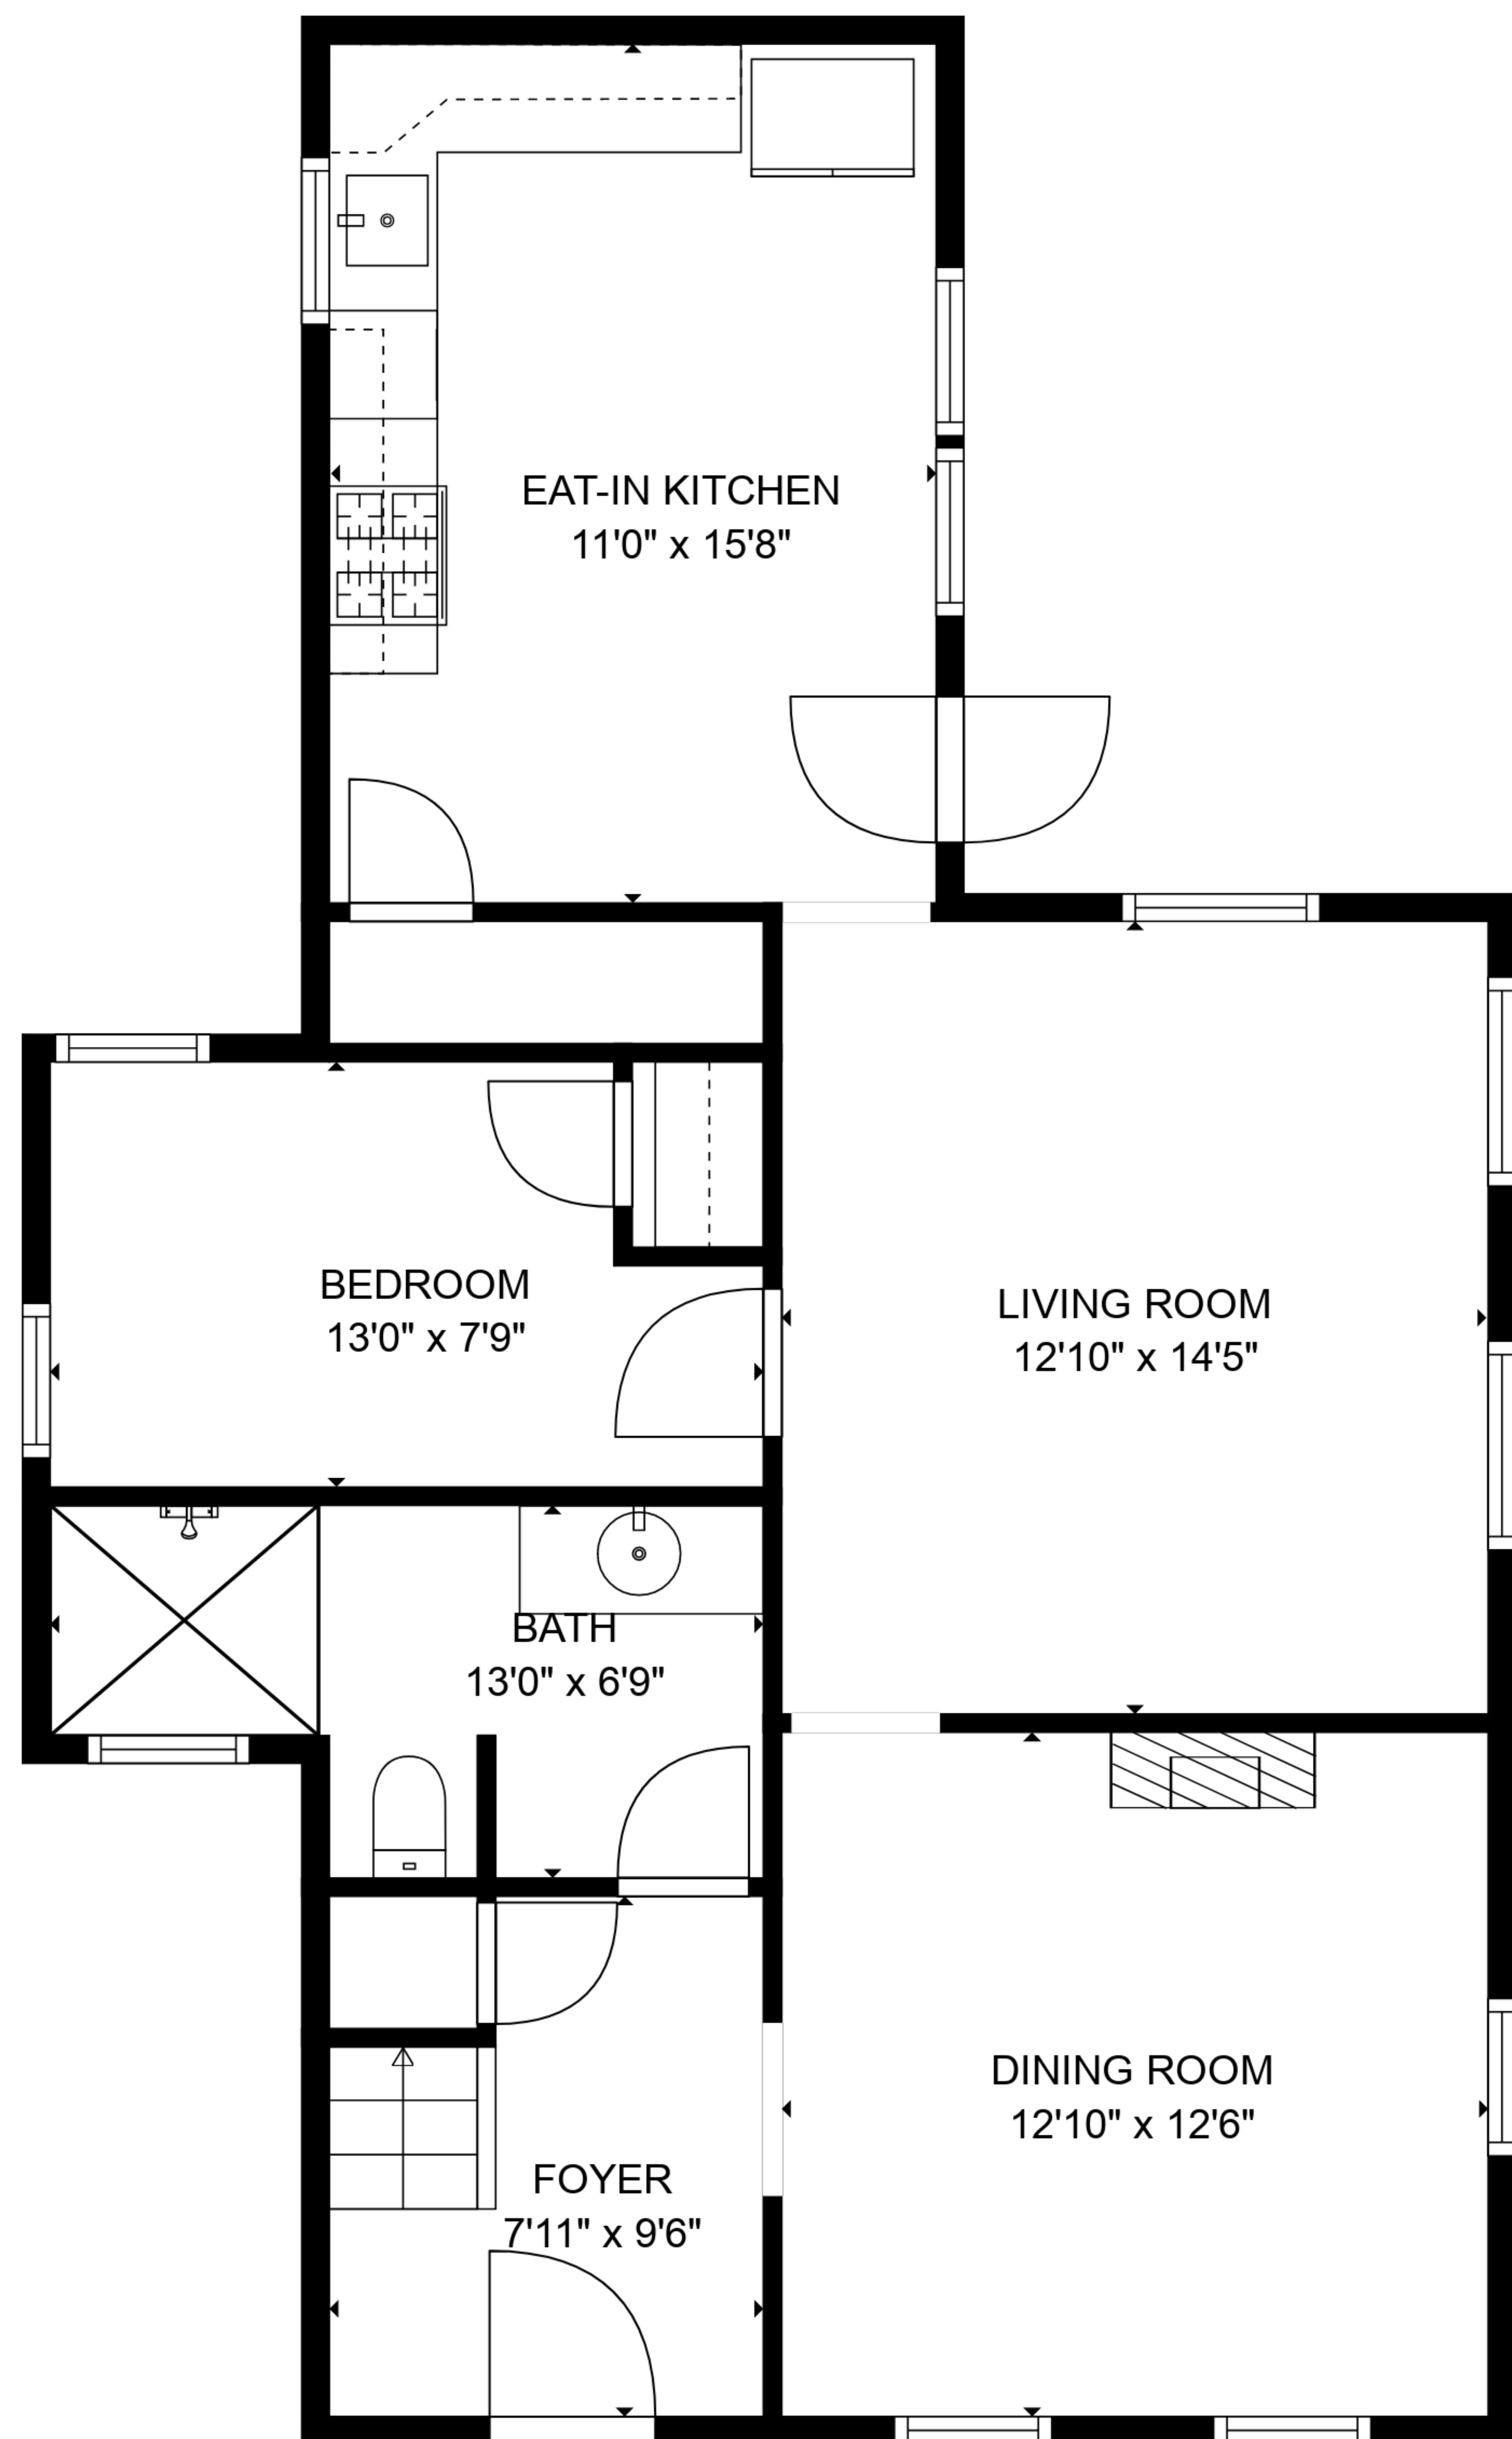 EAT-IN KITCHEN
11'0" x 15'8"
BEDROOM
13'0" x 7'9"
LIVING ROOM
12'10" x 14'5"
BATH
13'0" x 6'9"
DINING ROOM
12'10" x 12'6"
FOYER
7'11" x 9'6"